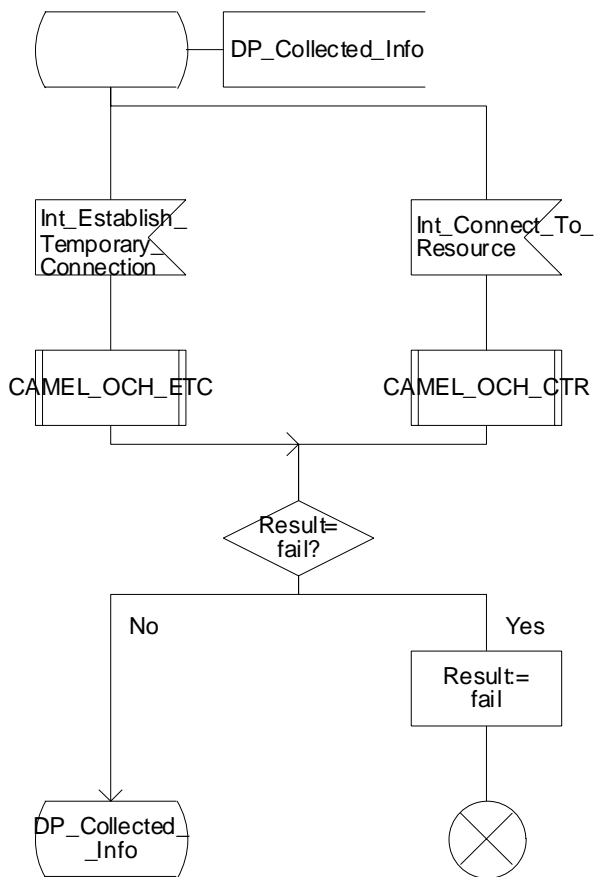 DP_Collected_Info
Int_Establish_
Temporary_
Connection
Int_Connect_To_
Resource
CAMEL_OCH_ETC
CAMEL_OCH_CTR
Result=
fail?
No
Yes
Result:=
fail
DP_Collected_
_Info